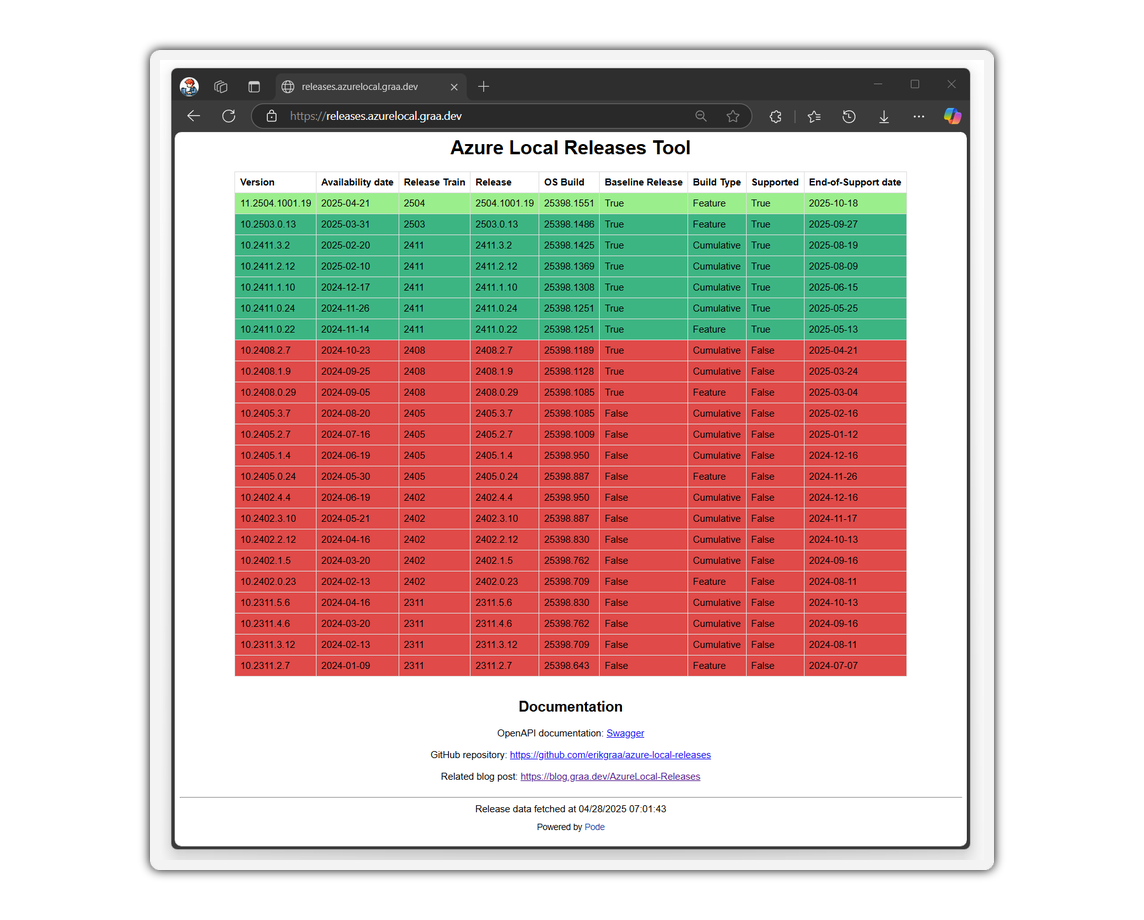 releases.azurelocal.graa.dev
https://releases.azurelocal.graa.dev
Azure Local Releases Tool
Version Availability date Release Train Release OS Build Baseline Release Build Type Supported End-of-Support date
11.2504.1001.19 2025-04-21 2504 2504.1001.19 25398.1551 True Feature True 2025-10-18
10.2503.0.13 2025-03-31 2503 2503.0.13 25398.1486 True Feature True 2025-09-27
10.2411.3.2 2025-02-20 2411 2411.3.2 25398.1425 True Cumulative True 2025-08-19
10.2411.2.12 2025-02-10 2411 2411.2.12 25398.1369 True Cumulative True 2025-08-09
10.2411.1.10 2024-12-17 2411 2411.1.10 25398.1308 True Cumulative True 2025-06-15
10.2411.0.24 2024-11-26 2411 2411.0.24 25398.1251 True Cumulative True 2025-05-25
10.2411.0.22 2024-11-14 2411 2411.0.22 25398.1251 True Feature True 2025-05-13
10.2408.2.7 2024-10-23 2408 2408.2.7 25398.1189 True Cumulative False 2025-04-21
10.2408.1.9 2024-09-25 2408 2408.1.9 25398.1128 True Cumulative False 2025-03-24
10.2408.0.29 2024-09-05 2408 2408.0.29 25398.1085 True Feature False 2025-03-04
10.2405.3.7 2024-08-20 2405 2405.3.7 25398.1085 False Cumulative False 2025-02-16
10.2405.2.7 2024-07-16 2405 2405.2.7 25398.1009 False Cumulative False 2025-01-12
10.2405.1.4 2024-06-19 2405 2405.1.4 25398.950 False Cumulative False 2024-12-16
10.2405.0.24 2024-05-30 2405 2405.0.24 25398.887 False Feature False 2024-11-26
10.2402.4.4 2024-06-19 2402 2402.4.4 25398.950 False Cumulative False 2024-12-16
10.2402.3.10 2024-05-21 2402 2402.3.10 25398.887 False Cumulative False 2024-11-17
10.2402.2.12 2024-04-16 2402 2402.2.12 25398.830 False Cumulative False 2024-10-13
10.2402.1.5 2024-03-20 2402 2402.1.5 25398.762 False Cumulative False 2024-09-16
10.2402.0.23 2024-02-13 2402 2402.0.23 25398.709 False Feature False 2024-08-11
10.2311.5.6 2024-04-16 2311 2311.5.6 25398.830 False Cumulative False 2024-10-13
10.2311.4.6 2024-03-20 2311 2311.4.6 25398.762 False Cumulative False 2024-09-16
10.2311.3.12 2024-02-13 2311 2311.3.12 25398.709 False Cumulative False 2024-08-11
10.2311.2.7 2024-01-09 2311 2311.2.7 25398.643 False Feature False 2024-07-07
Documentation
OpenAPI documentation: Swagger
GitHub repository: https://github.com/erikgraa/azure-local-releases
Related blog post: https://blog.graa.dev/AzureLocal-Releases
Release data fetched at 04/28/2025 07:01:43
Powered by Pode